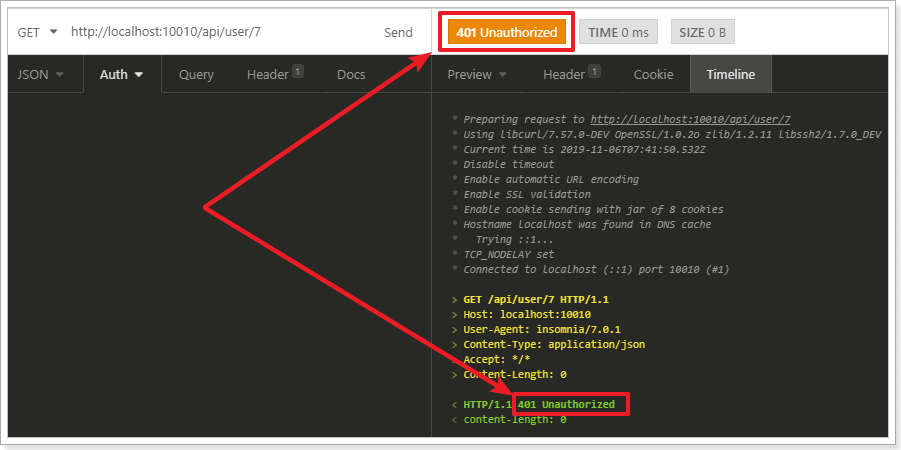 GET http://localhost:10010/api/user/7 Send 401 Unauthorized TIME 0 ms SIZE 0 B
JSON Auth Query Header 1 Docs Preview Header 1 Cookie Timeline
* Preparing request to http://localhost:10010/api/user/7
* Using libcurl/7.57.0-DEV OpenSSL/1.0.2o zlib/1.2.11 libssh2/1.7.0_DEV
* Current time is 2019-11-06T07:41:50.532Z
* Disable timeout
* Enable automatic URL encoding
* Enable SSL validation
* Enable cookie sending with jar of 8 cookies
* Hostname localhost was found in DNS cache
*   Trying ::1...
* TCP_NODELAY set
* Connected to localhost (::1) port 10010 (#1)
> GET /api/user/7 HTTP/1.1
> Host: localhost:10010
> User-Agent: insomnia/7.0.1
> Content-Type: application/json
> Accept: */*
> Content-Length: 0
< HTTP/1.1 401 Unauthorized
< content-length: 0